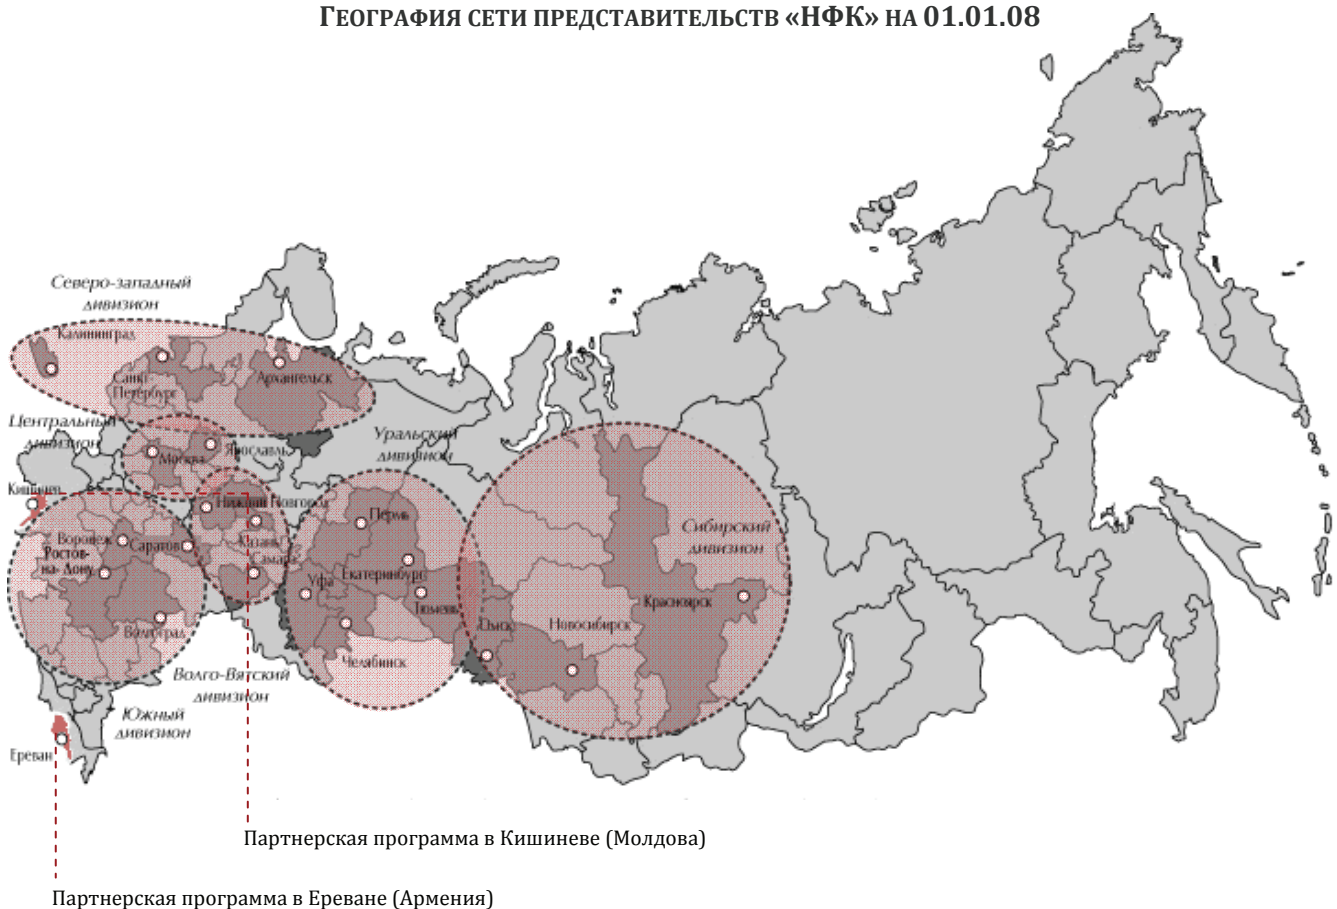 ГЕОГРАФИЯ СЕТИ ПРЕДСТАВИТЕЛЬСТВ «НФК» НА 01.01.08
Северо-западный
дивизион
Калининград
Санкт
Петербург
Архангельск
Центральный
дивизион
Москва
Ярославль
Уральский
дивизион
Кишинев
Нижний Новгород
Казань
Самара
Воронеж
Саратов
Ростов-
на-Дону
Волгоград
Пермь
Екатеринбург
Уфа
Тюмень
Челябинск
Сибирский
дивизион
Омск
Новосибирск
Красноярск
Волго-Вятский
дивизион
Южный
дивизион
Ереван
Партнерская программа в Кишиневе (Молдова)
Партнерская программа в Ереване (Армения)